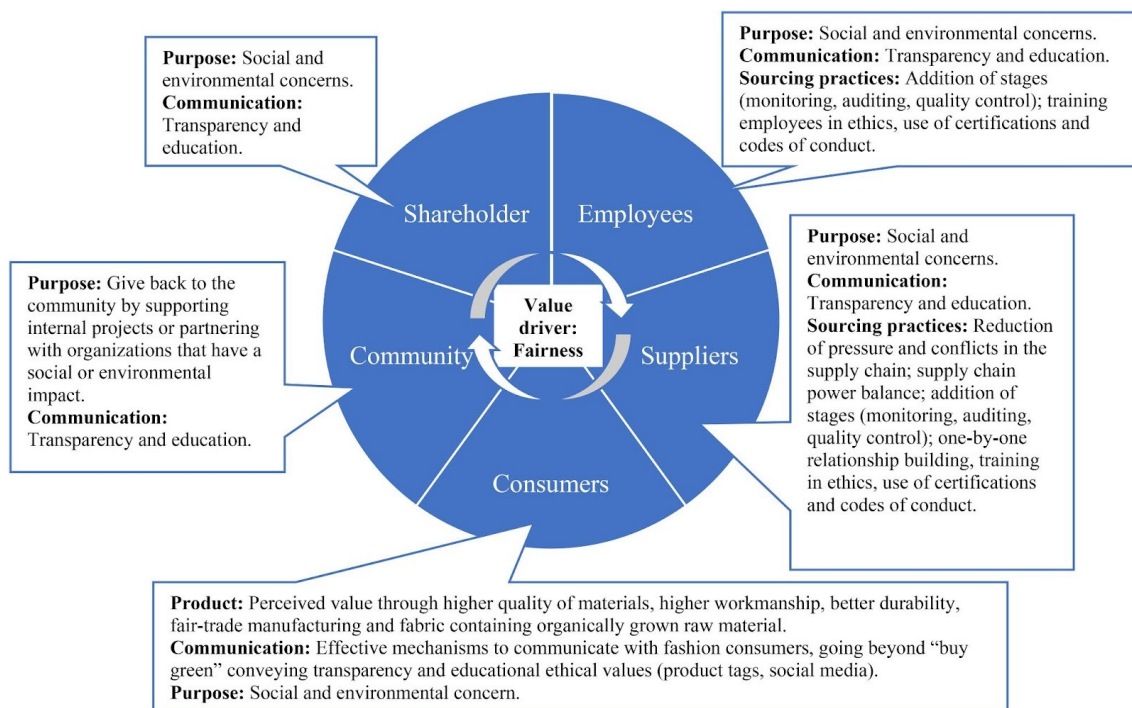 Purpose: Social and
environmental concerns.
Communication:
Transparency and
education.
Purpose: Social and environmental concerns.
Communication: Transparency and education.
Sourcing practices: Addition of stages
(monitoring, auditing, quality control); training
employees in ethics, use of certifications and
codes of conduct.
Shareholder
Employees
Purpose: Give back to the
community by supporting
internal projects or partnering
with organizations that have a
social or environmental
impact.
Communication:
Transparency and education.
Community
Value
driver:
Fairness
Suppliers
Purpose: Social and
environmental concerns.
Communication:
Transparency and education.
Sourcing practices: Reduction
of pressure and conflicts in the
supply chain; supply chain
power balance; addition of
stages (monitoring, auditing,
quality control); one-by-one
relationship building, training
in ethics, use of certifications
and codes of conduct.
Consumers
Product: Perceived value through higher quality of materials, higher workmanship, better durability,
fair-trade manufacturing and fabric containing organically grown raw material.
Communication: Effective mechanisms to communicate with fashion consumers, going beyond “buy
green” conveying transparency and educational ethical values (product tags, social media).
Purpose: Social and environmental concern.